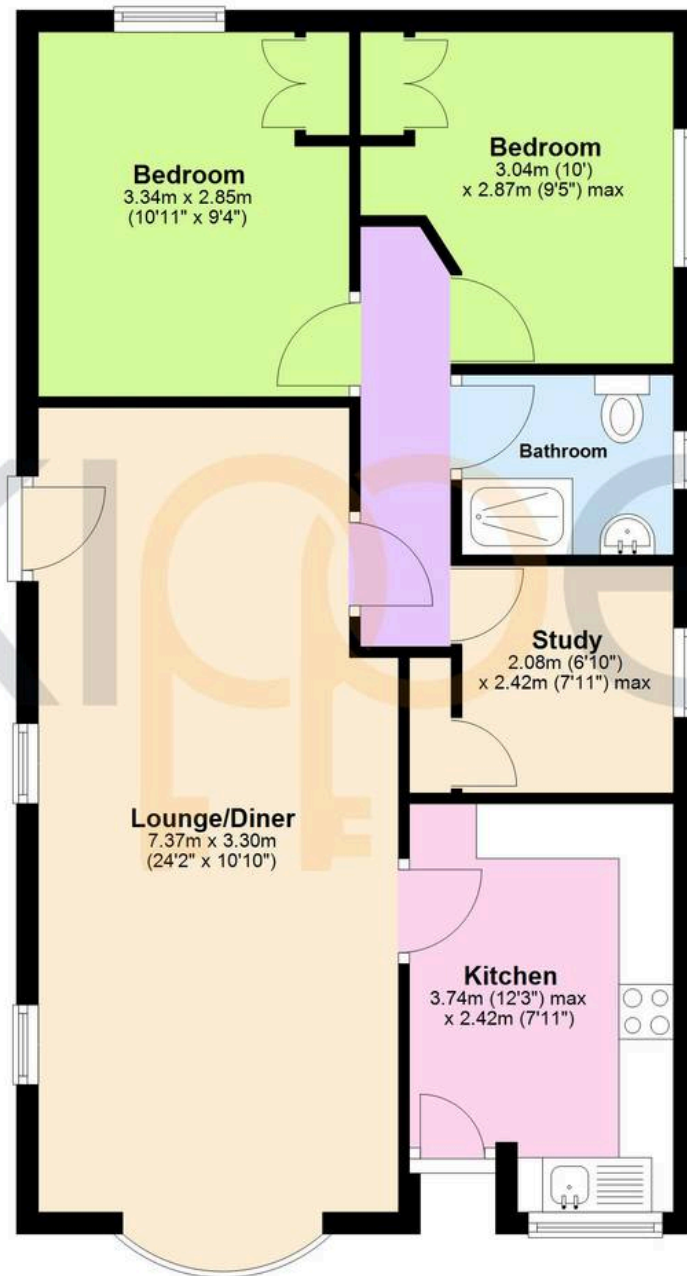 Bedroom
3.34m x 2.85m
(10'11" x 9'4")
Bedroom
3.04m (10')
x 2.87m (9'5") max
Bathroom
Study
2.08m (6'10")
x 2.42m (7'11") max
Lounge/Diner
7.37m x 3.30m
(24'2" x 10'10")
Kitchen
3.74m (12'3") max
x 2.42m (7'11")